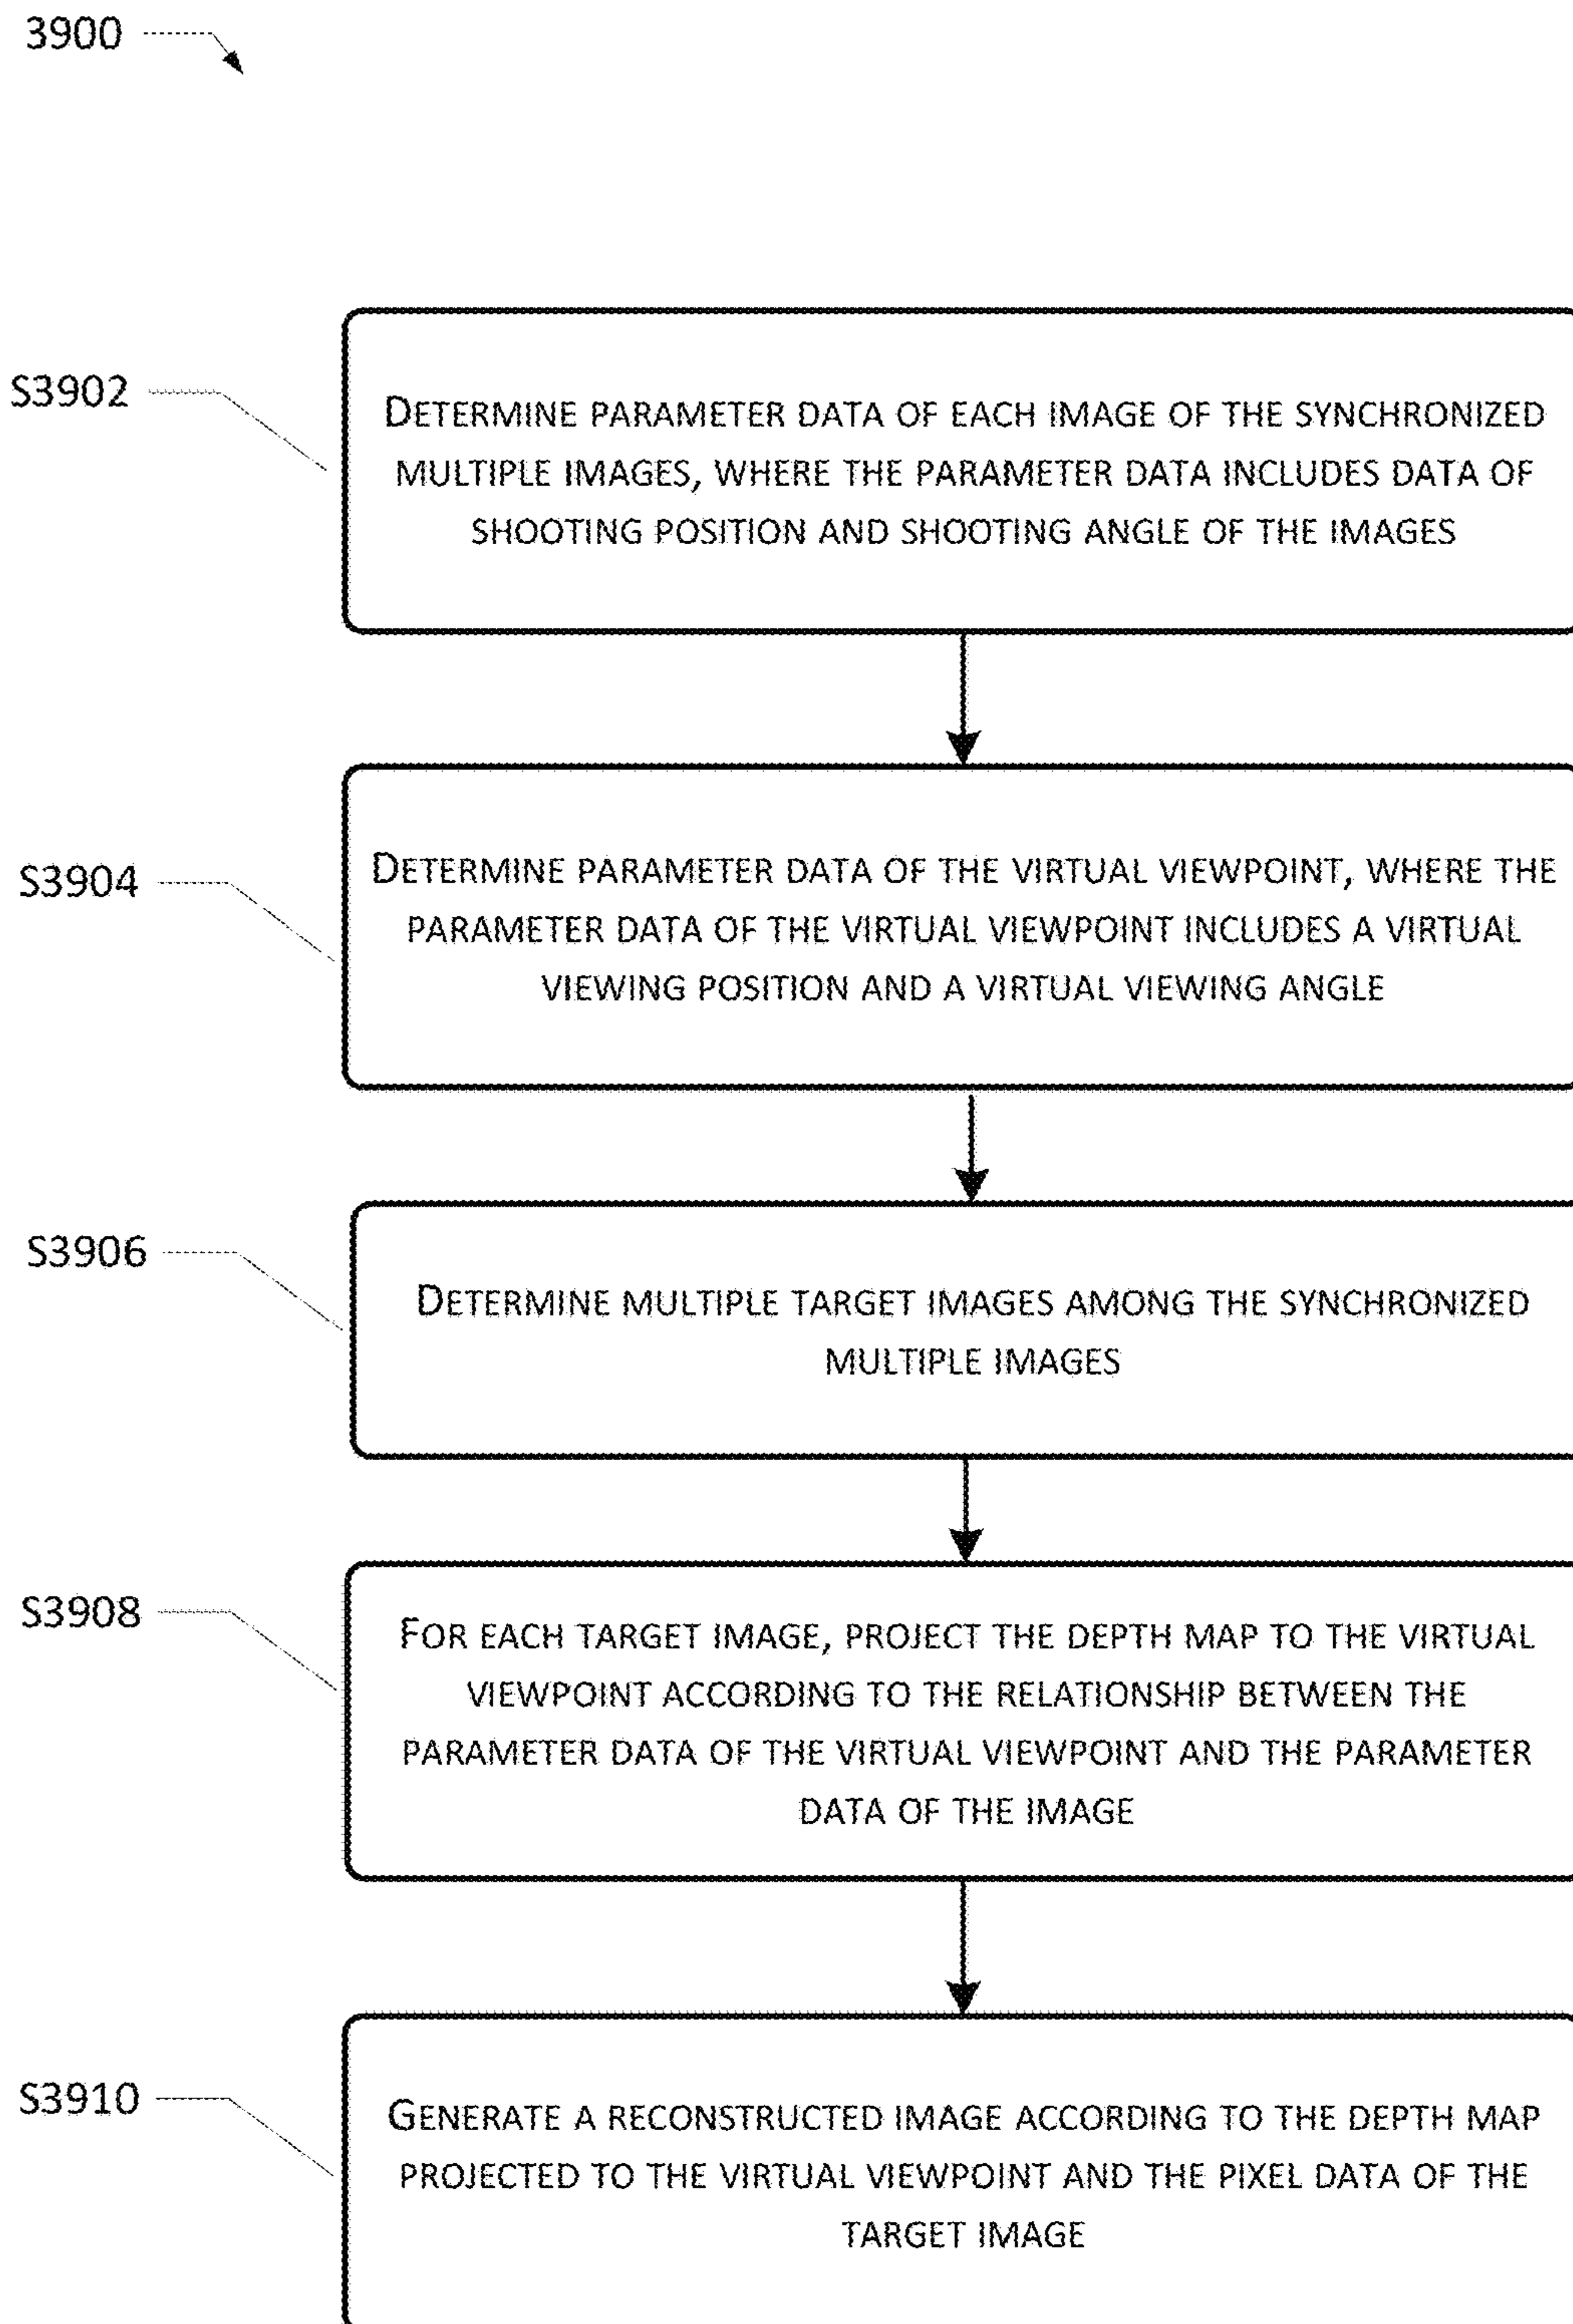 3900
S3902
DETERMINE PARAMETER DATA OF EACH IMAGE OF THE SYNCHRONIZED
MULTIPLE IMAGES, WHERE THE PARAMETER DATA INCLUDES DATA OF
SHOOTING POSITION AND SHOOTING ANGLE OF THE IMAGES
S3904
DETERMINE PARAMETER DATA OF THE VIRTUAL VIEWPOINT, WHERE THE
PARAMETER DATA OF THE VIRTUAL VIEWPOINT INCLUDES A VIRTUAL
VIEWING POSITION AND A VIRTUAL VIEWING ANGLE
S3906
DETERMINE MULTIPLE TARGET IMAGES AMONG THE SYNCHRONIZED
MULTIPLE IMAGES
S3908
FOR EACH TARGET IMAGE, PROJECT THE DEPTH MAP TO THE VIRTUAL
VIEWPOINT ACCORDING TO THE RELATIONSHIP BETWEEN THE
PARAMETER DATA OF THE VIRTUAL VIEWPOINT AND THE PARAMETER
DATA OF THE IMAGE
S3910
GENERATE A RECONSTRUCTED IMAGE ACCORDING TO THE DEPTH MAP
PROJECTED TO THE VIRTUAL VIEWPOINT AND THE PIXEL DATA OF THE
TARGET IMAGE